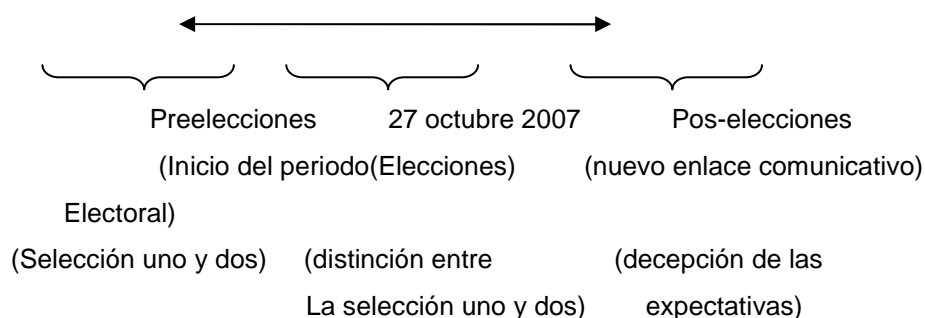 Preelecciones 27 octubre 2007 Pos-elecciones
(Inicio del periodo(Elecciones) (nuevo enlace comunicativo)
Electoral)
(Selección uno y dos) (distinción entre (decepción de las
La selección uno y dos) expectativas)